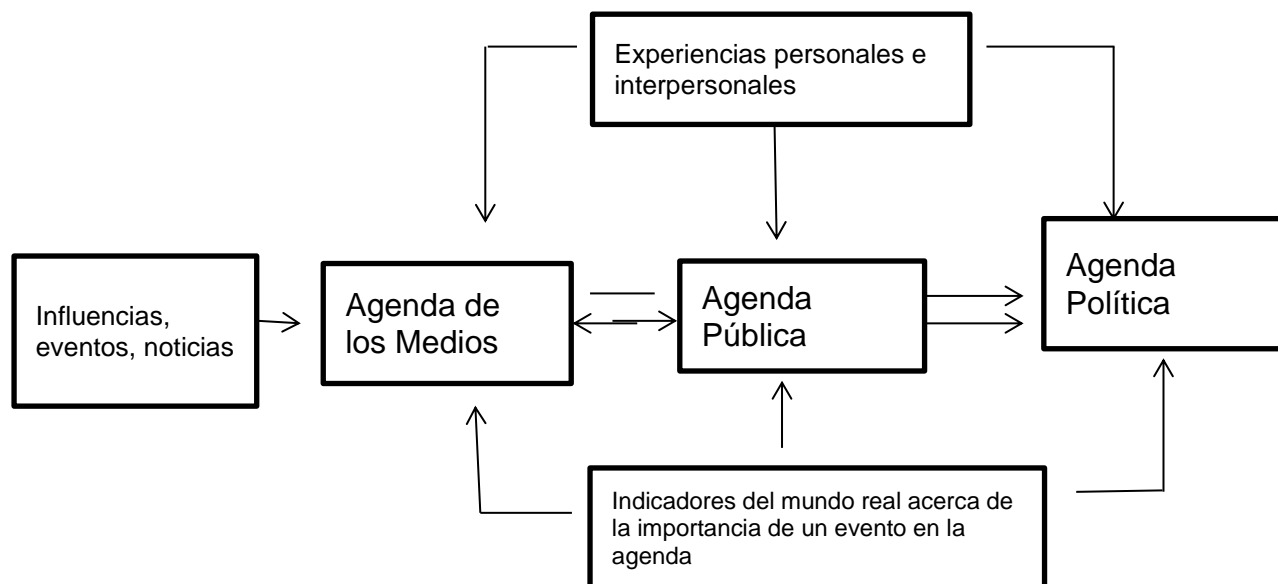 Experiencias personales e
interpersonales
Influencias,
eventos, noticias
Agenda de
los Medios
Agenda
Pública
Agenda
Política
Indicadores del mundo real acerca de
la importancia de un evento en la
agenda